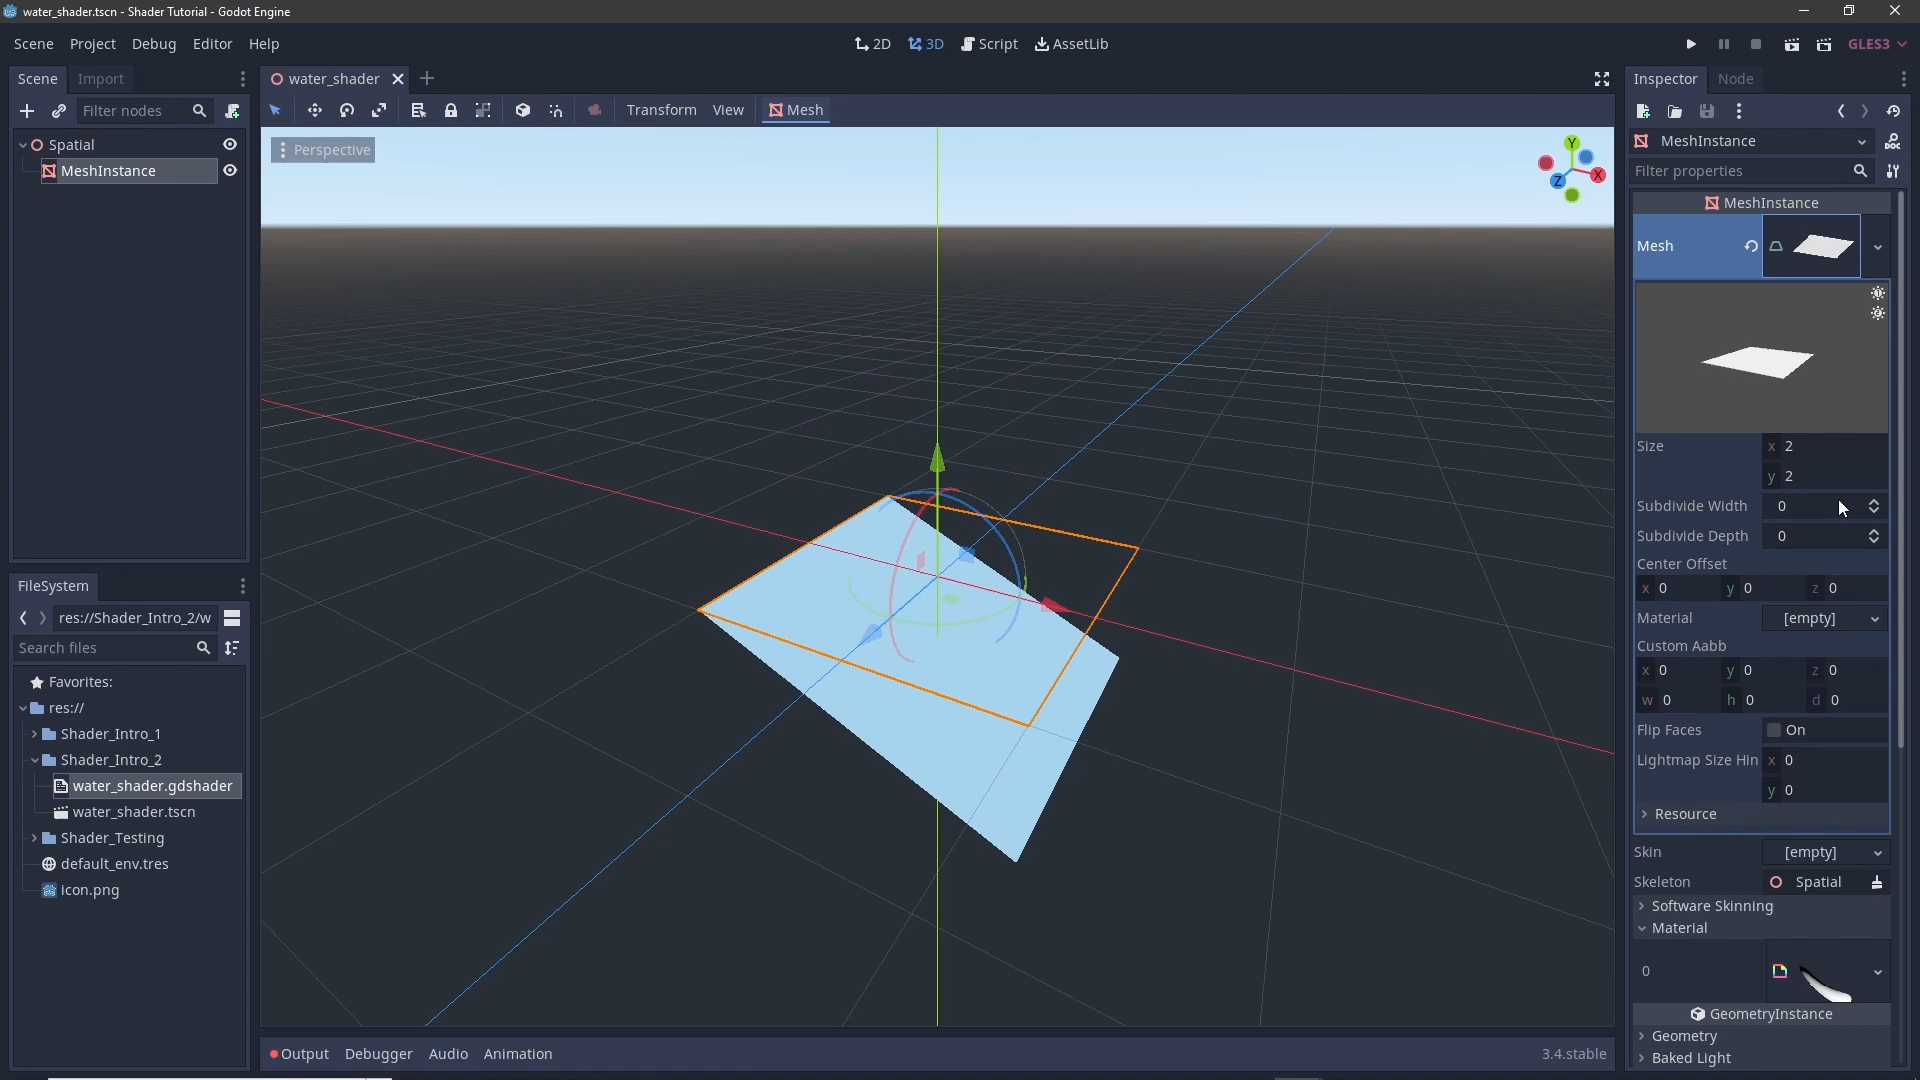 water_shader.tscn - Shader Tutorial - Godot Engine
Scene Project Debug Editor Help
2D 3D Script AssetLib
GLES3
Scene Import
Filter nodes
Spatial
MeshInstance
water_shader
Transform View Mesh
Perspective
Y
X
Z
FileSystem
res://Shader_Intro_2/w
Search files
Favorites:
res://
Shader_Intro_1
Shader_Intro_2
water_shader.gdshader
water_shader.tscn
Shader_Testing
default_env.tres
icon.png
Output Debugger Audio Animation
3.4.stable
Inspector Node
MeshInstance
Filter properties
MeshInstance
Mesh
Size x 2
y 2
Subdivide Width 0
Subdivide Depth 0
Center Offset
x 0 y 0 z 0
Material [empty]
Custom Aabb
x 0 y 0 z 0
w 0 h 0 d 0
Flip Faces On
Lightmap Size Hin x 0
y 0
Resource
Skin [empty]
Skeleton Spatial
Software Skinning
Material
0
GeometryInstance
Geometry
Baked Light